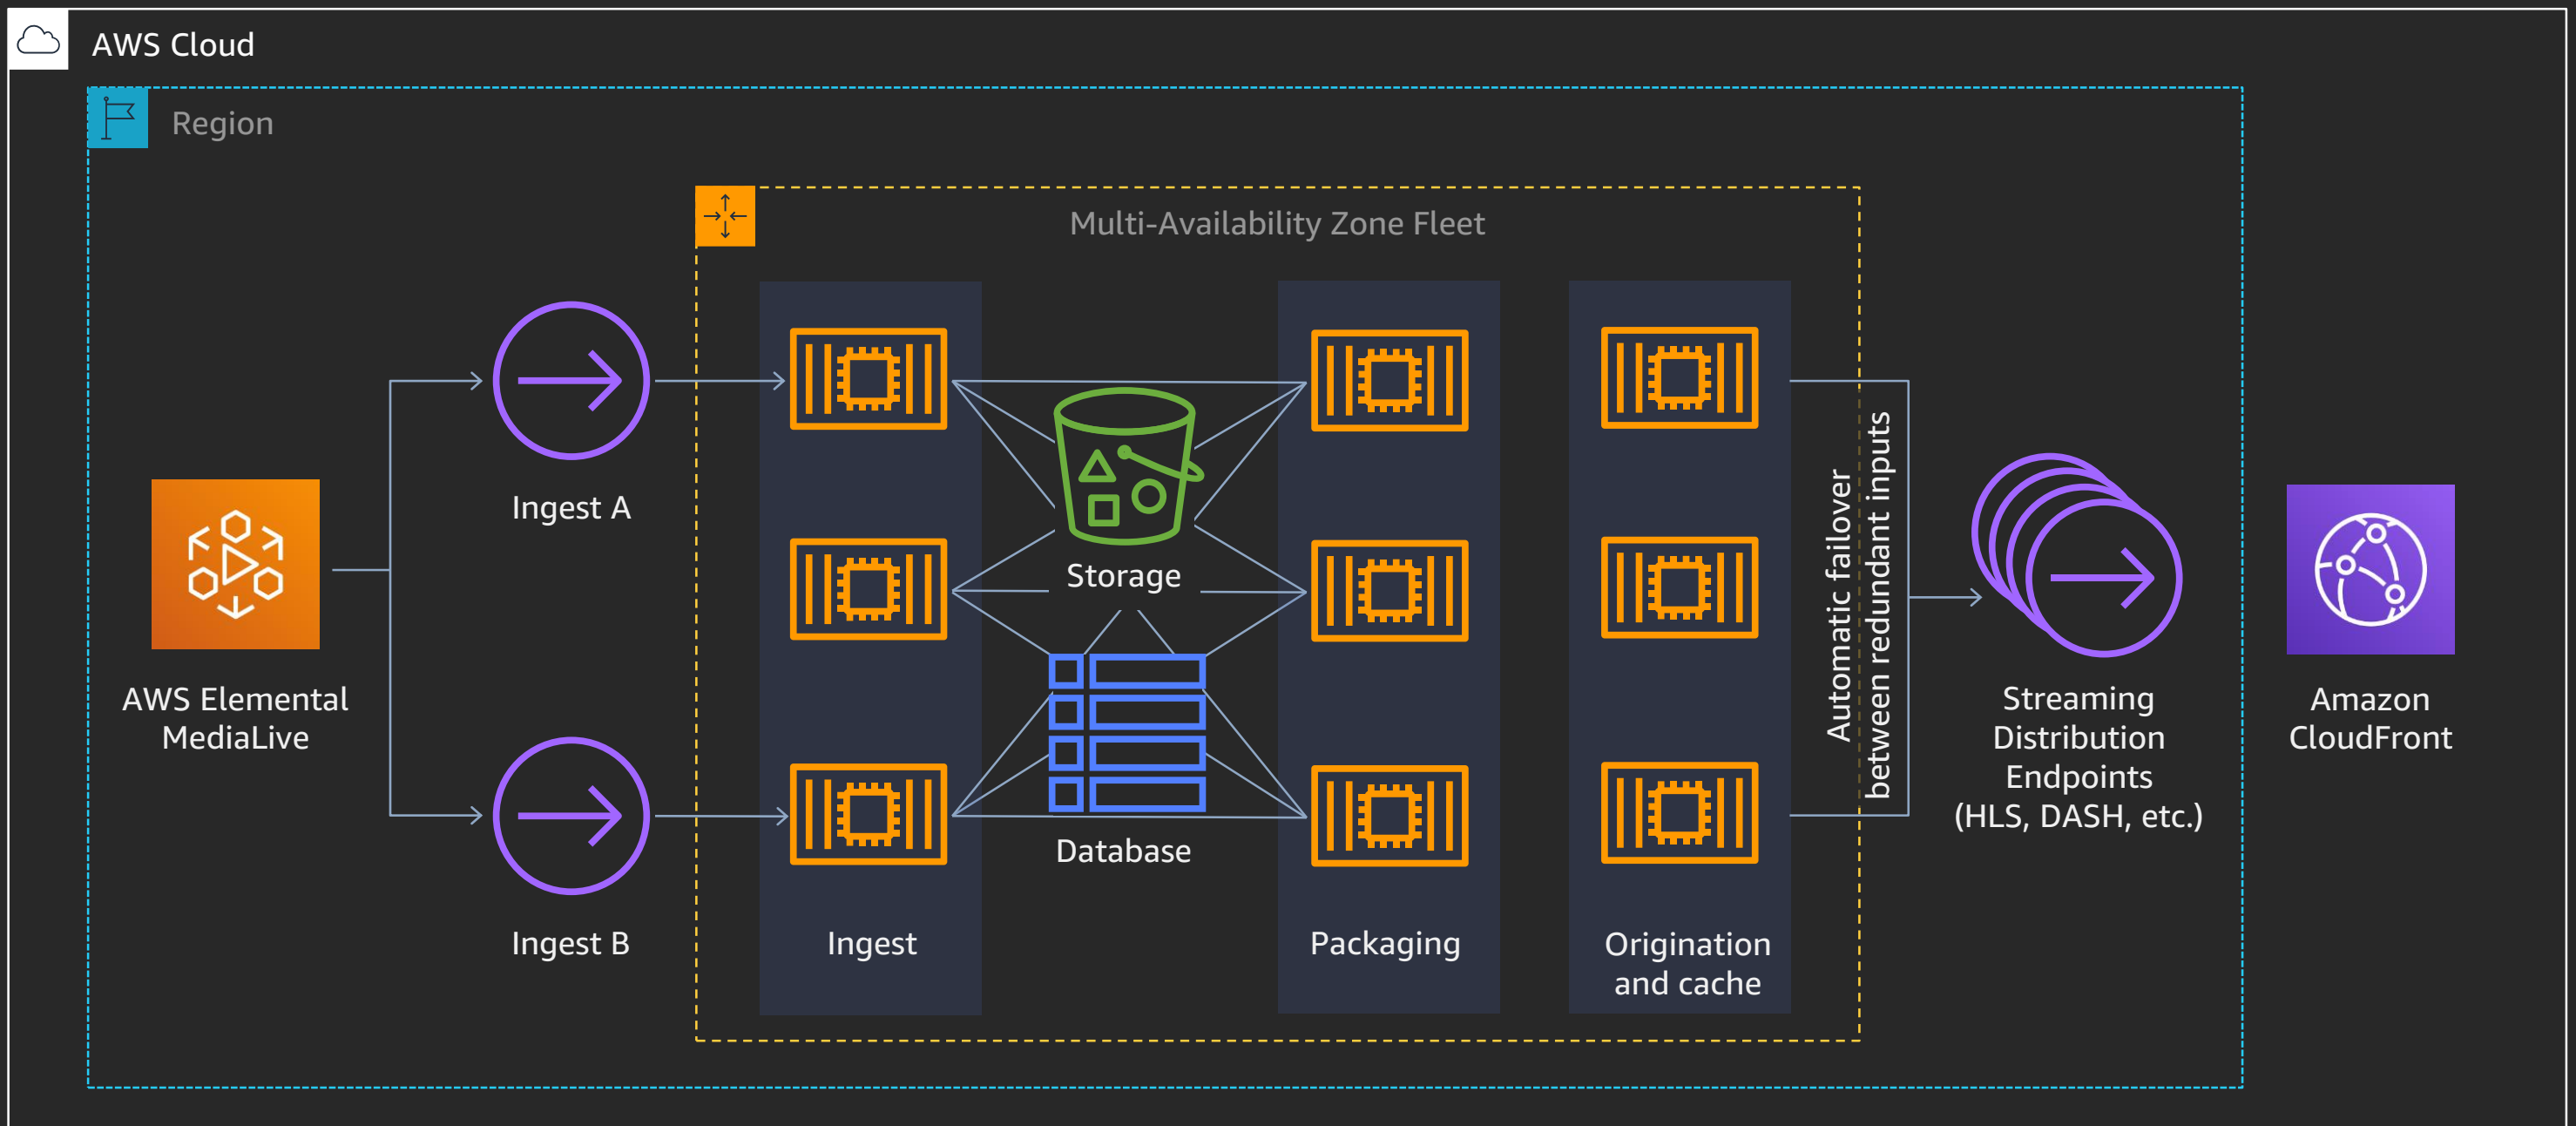 AWS Cloud
Region
Multi-Availability Zone Fleet
AWS Elemental
MediaLive
Ingest A
Ingest B
Ingest
Storage
Database
Packaging
Origination
and cache
Automatic failover
between redundant inputs
Streaming
Distribution
Endpoints
(HLS, DASH, etc.)
Amazon
CloudFront